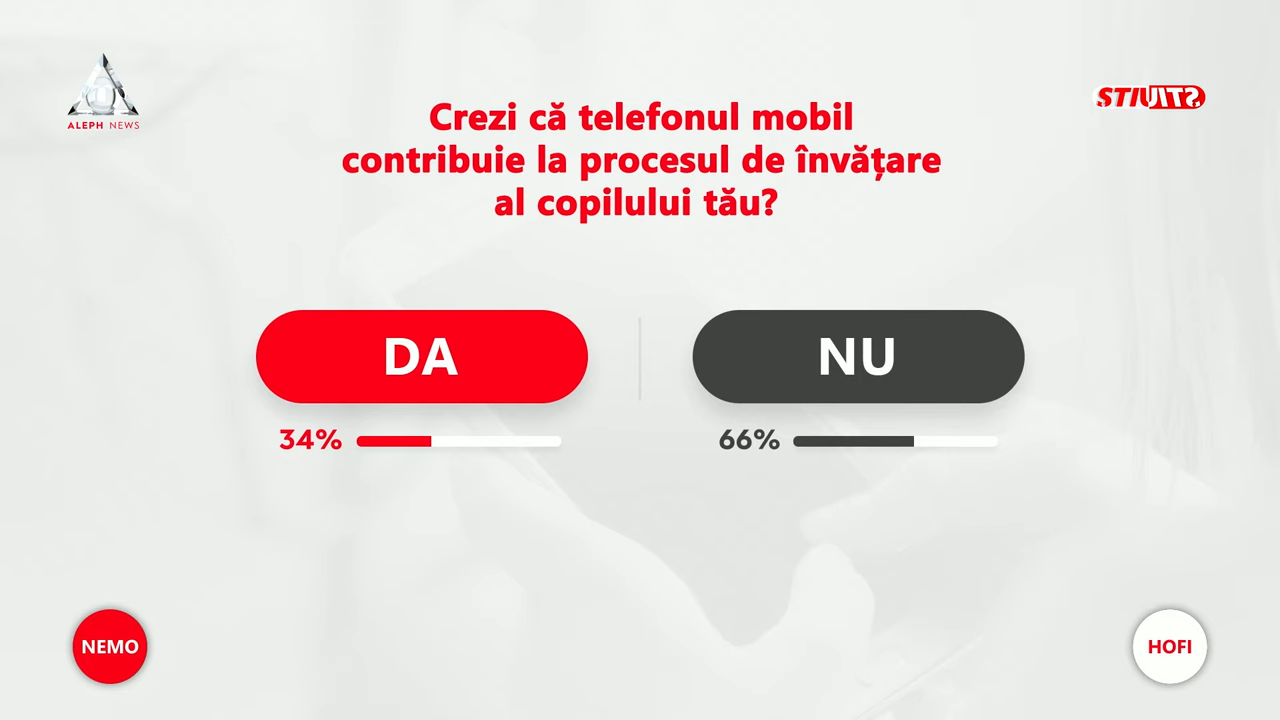 ALEPH NEWS
Crezi că telefonul mobil
contribuie la procesul de învățare
al copilului tău?
DA
NU
34%
66%
NEMO
HOFI